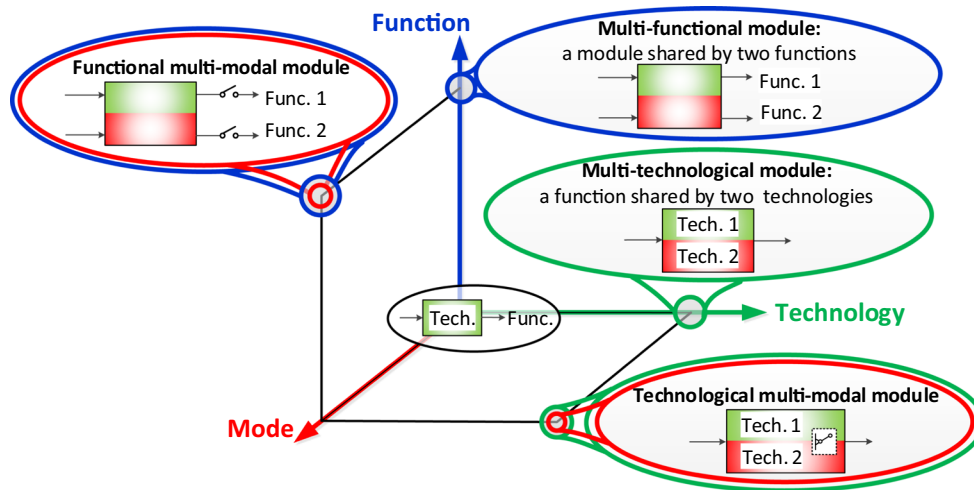 Function
Functional multi-modal module
Func. 1
Func. 2
Multi-functional module:
a module shared by two functions
Func. 1
Func. 2
Multi-technological module:
a function shared by two technologies
Tech. 1
Tech. 2
Tech.
Func.
Technology
Mode
Technological multi-modal module
Tech. 1
Tech. 2